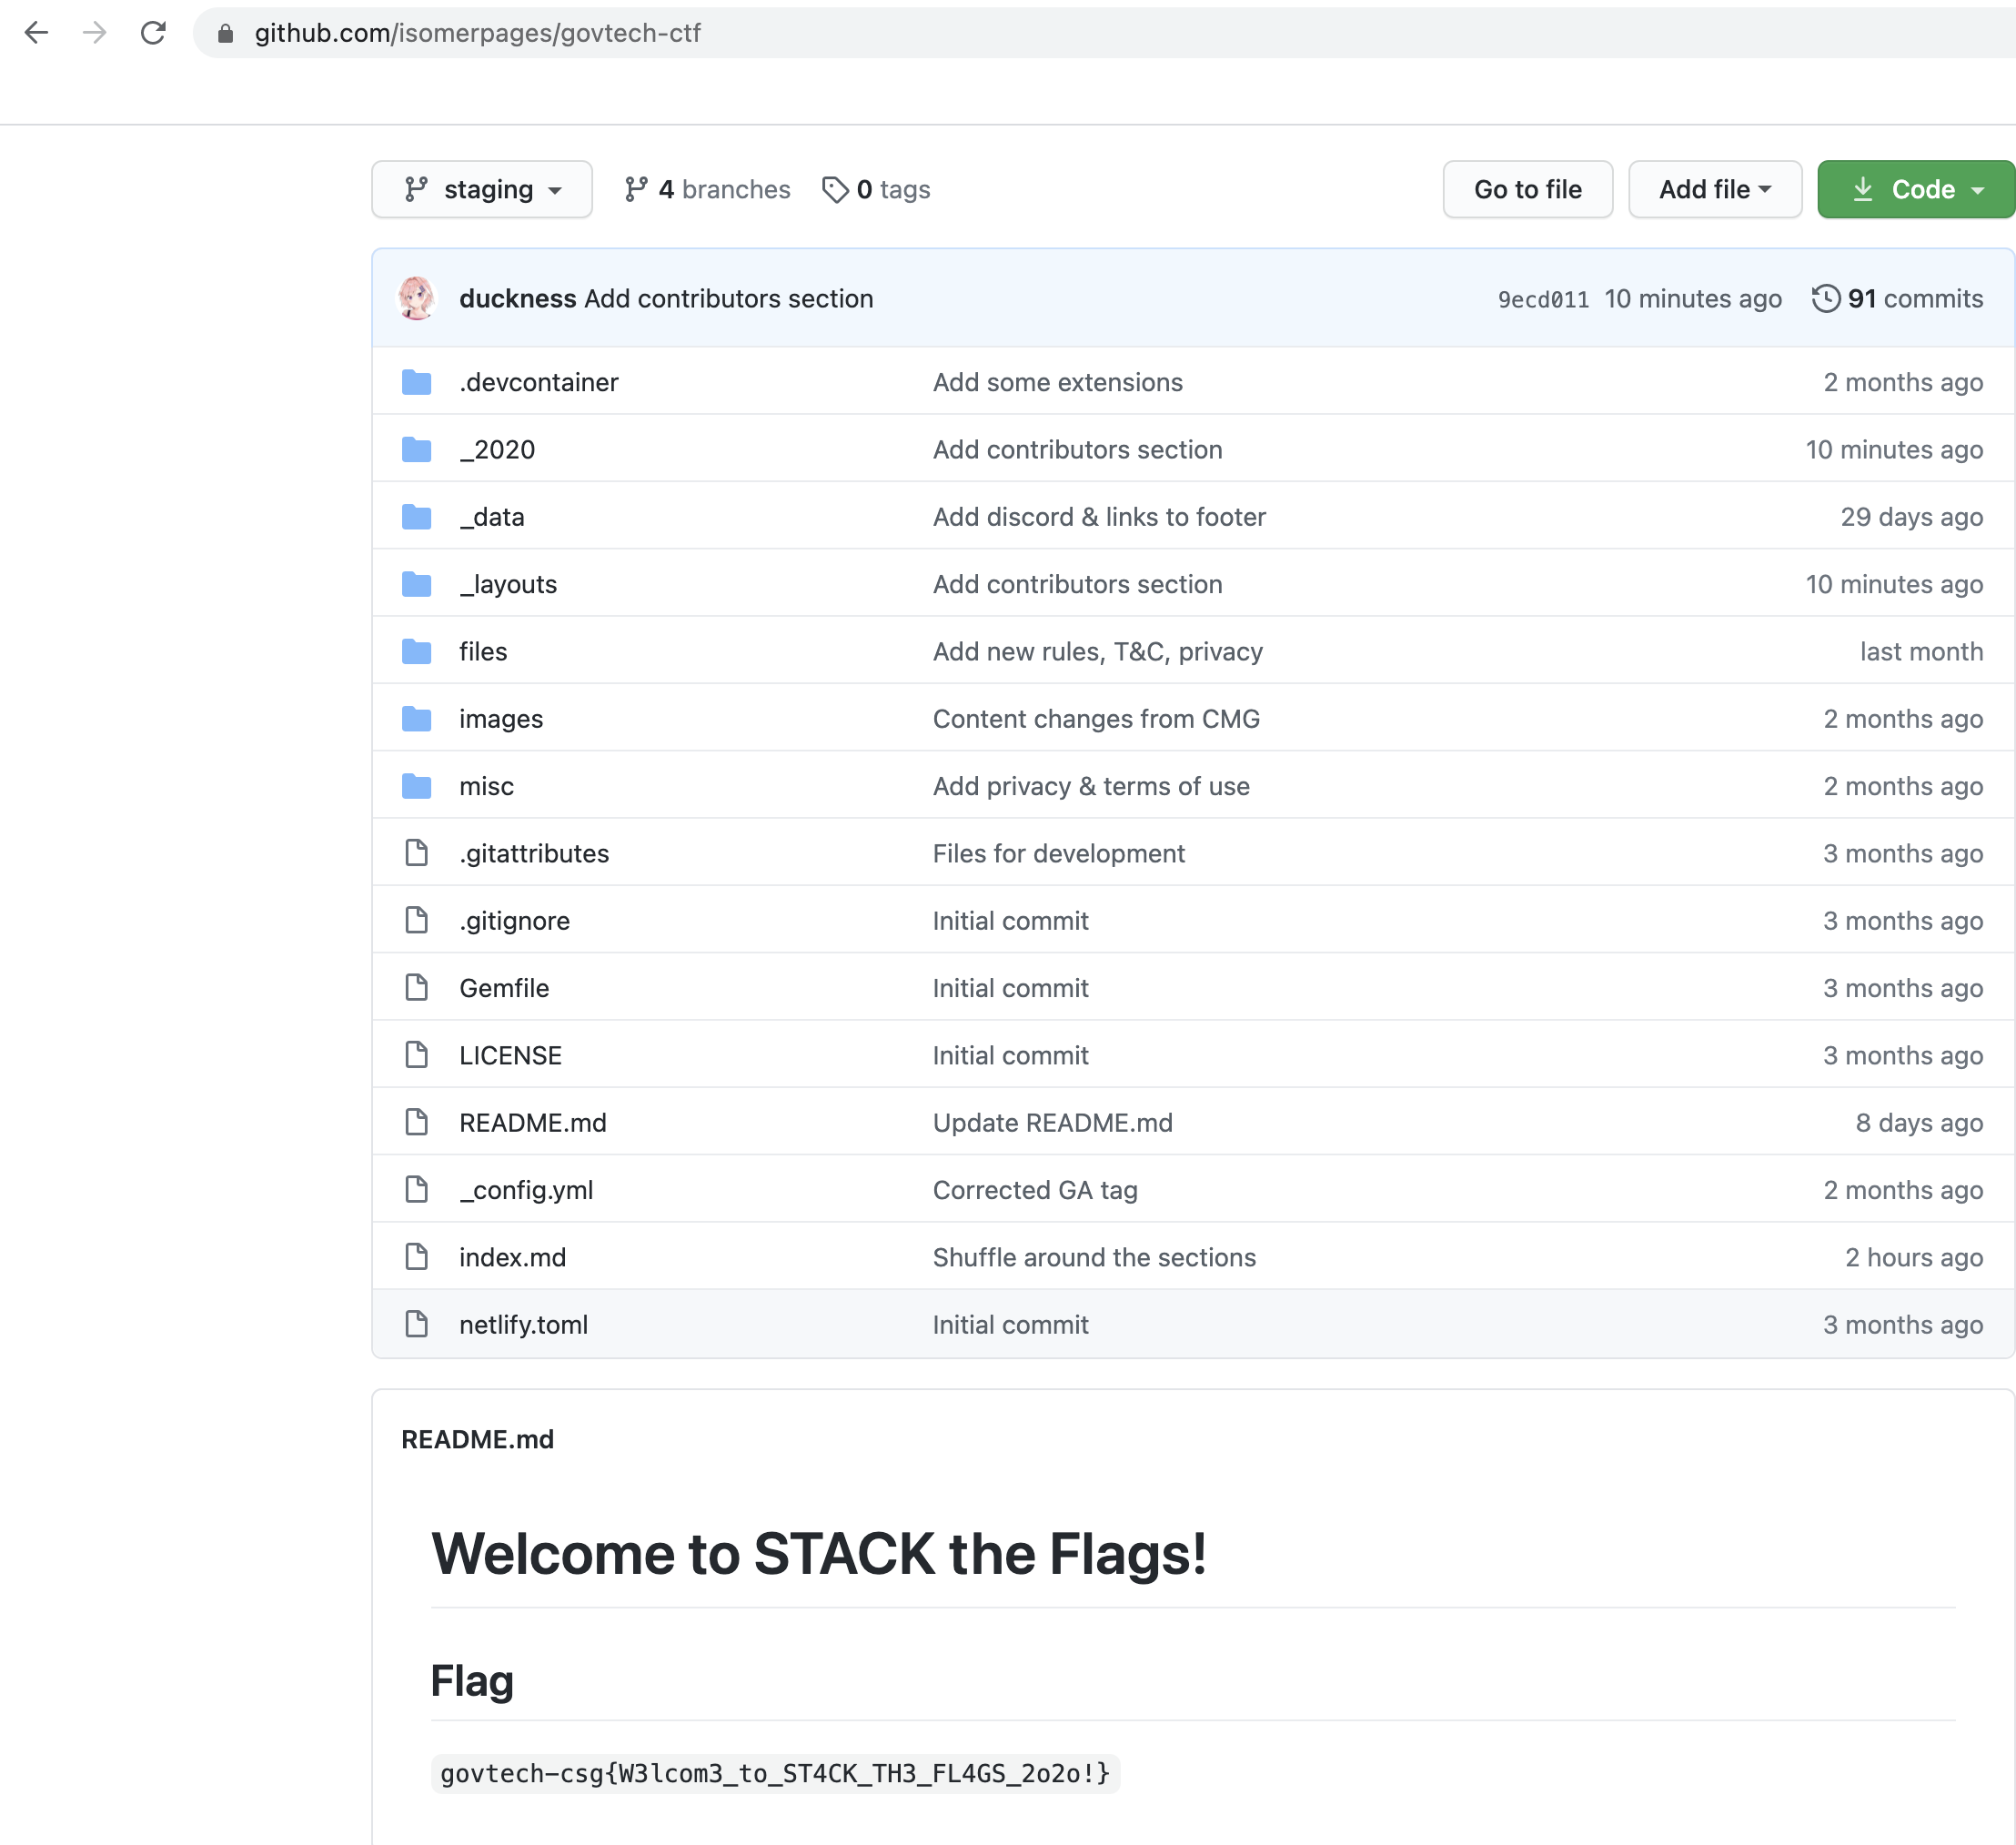 github.com/isomerpages/govtech-ctf
staging 4 branches 0 tags Go to file Add file Code
duckness Add contributors section 9ecd011 10 minutes ago 91 commits
.devcontainer Add some extensions 2 months ago
_2020 Add contributors section 10 minutes ago
_data Add discord & links to footer 29 days ago
_layouts Add contributors section 10 minutes ago
files Add new rules, T&C, privacy last month
images Content changes from CMG 2 months ago
misc Add privacy & terms of use 2 months ago
.gitattributes Files for development 3 months ago
.gitignore Initial commit 3 months ago
Gemfile Initial commit 3 months ago
LICENSE Initial commit 3 months ago
README.md Update README.md 8 days ago
_config.yml Corrected GA tag 2 months ago
index.md Shuffle around the sections 2 hours ago
netlify.toml Initial commit 3 months ago
README.md
Welcome to STACK the Flags!
Flag
govtech-csg{W3lcom3_to_ST4CK_TH3_FL4GS_2o2o!}